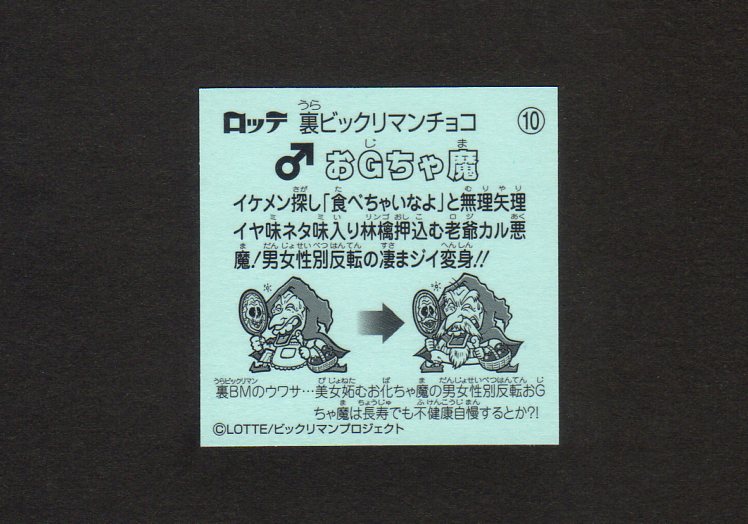 ロッテ 裏ビックリマンチョコ ⑩
♂ おGちゃ魔
イケメン探し「食べちゃいなよ」と無理矢理
イヤ味ネタ味入り林檎押込む老爺カル悪
魔!男女性別反転の凄まジイ変身!!
裏BMのウワサ…美女妬むお化ちゃ魔の男女性別反転おG
ちゃ魔は長寿でも不健康自慢するとか?!
©LOTTE/ビックリマンプロジェクト